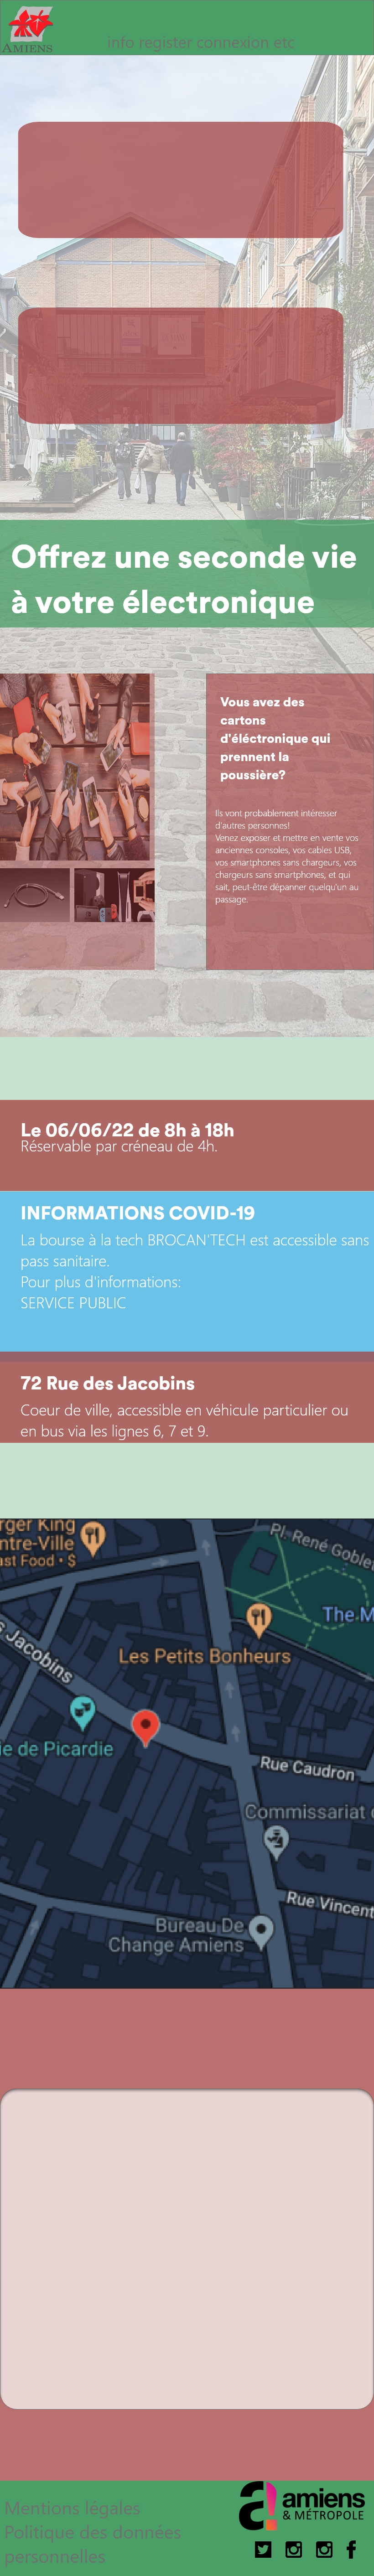 AMIENS
info register connexion etc
Offrez une seconde vie
à votre électronique
Vous avez des
cartons
d'éléctronique qui
prennent la
poussière?
Ils vont probablement intéresser
d'autres personnes!
Venez exposer et mettre en vente vos
anciennes consoles, vos cables USB,
vos smartphones sans chargeurs, vos
chargeurs sans smartphones, et qui
sait, peut-être dépanner quelqu'un au
passage.
Le 06/06/22 de 8h à 18h
Réservable par créneau de 4h.
INFORMATIONS COVID-19
La bourse à la tech BROCAN'TECH est accessible sans
pass sanitaire.
Pour plus d'informations:
SERVICE PUBLIC
72 Rue des Jacobins
Coeur de ville, accessible en véhicule particulier ou
en bus via les lignes 6, 7 et 9.
rger King
ntre-Ville
ast Food • $
Pl. René Goble
The M
s Jacobins
Les Petits Bonheurs
ie de Picardie
Rue Caudron
Commissariat
Rue Vincent
Bureau De
Change Amiens
amiens
& MÉTROPOLE
Mentions légales
Politique des données
personnelles